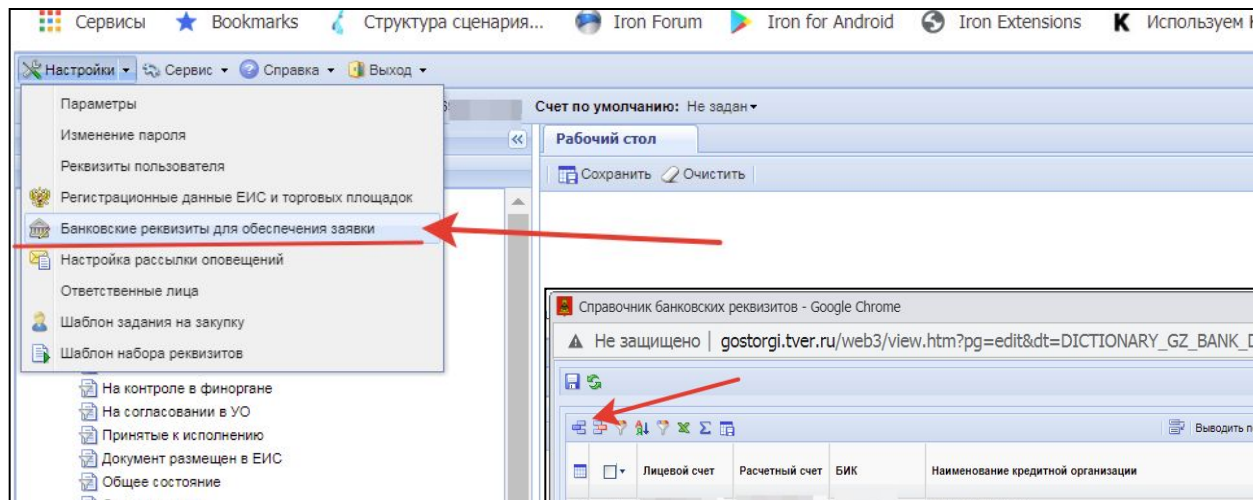 Сервисы Bookmarks Структура сценария... Iron Forum Iron for Android Iron Extensions K Используем
Настройки Сервис Справка Выход
Параметры
Счет по умолчанию: Не задан
Изменение пароля
Рабочий стол
Реквизиты пользователя
Сохранить Очистить
Регистрационные данные ЕИС и торговых площадок
Банковские реквизиты для обеспечения заявки
Настройка рассылки оповещений
Ответственные лица
Шаблон задания на закупку
Шаблон набора реквизитов
На контроле в финоргане
На согласовании в УО
Принятые к исполнению
Документ размещен в ЕИС
Общее состояние
Справочник банковских реквизитов - Google Chrome
Не защищено | gostorgi.tver.ru/web3/view.htm?pg=edit&dt=DICTIONARY_GZ_BANK_D
Выводить п
Лицевой счет Расчетный счет БИК Наименование кредитной организации